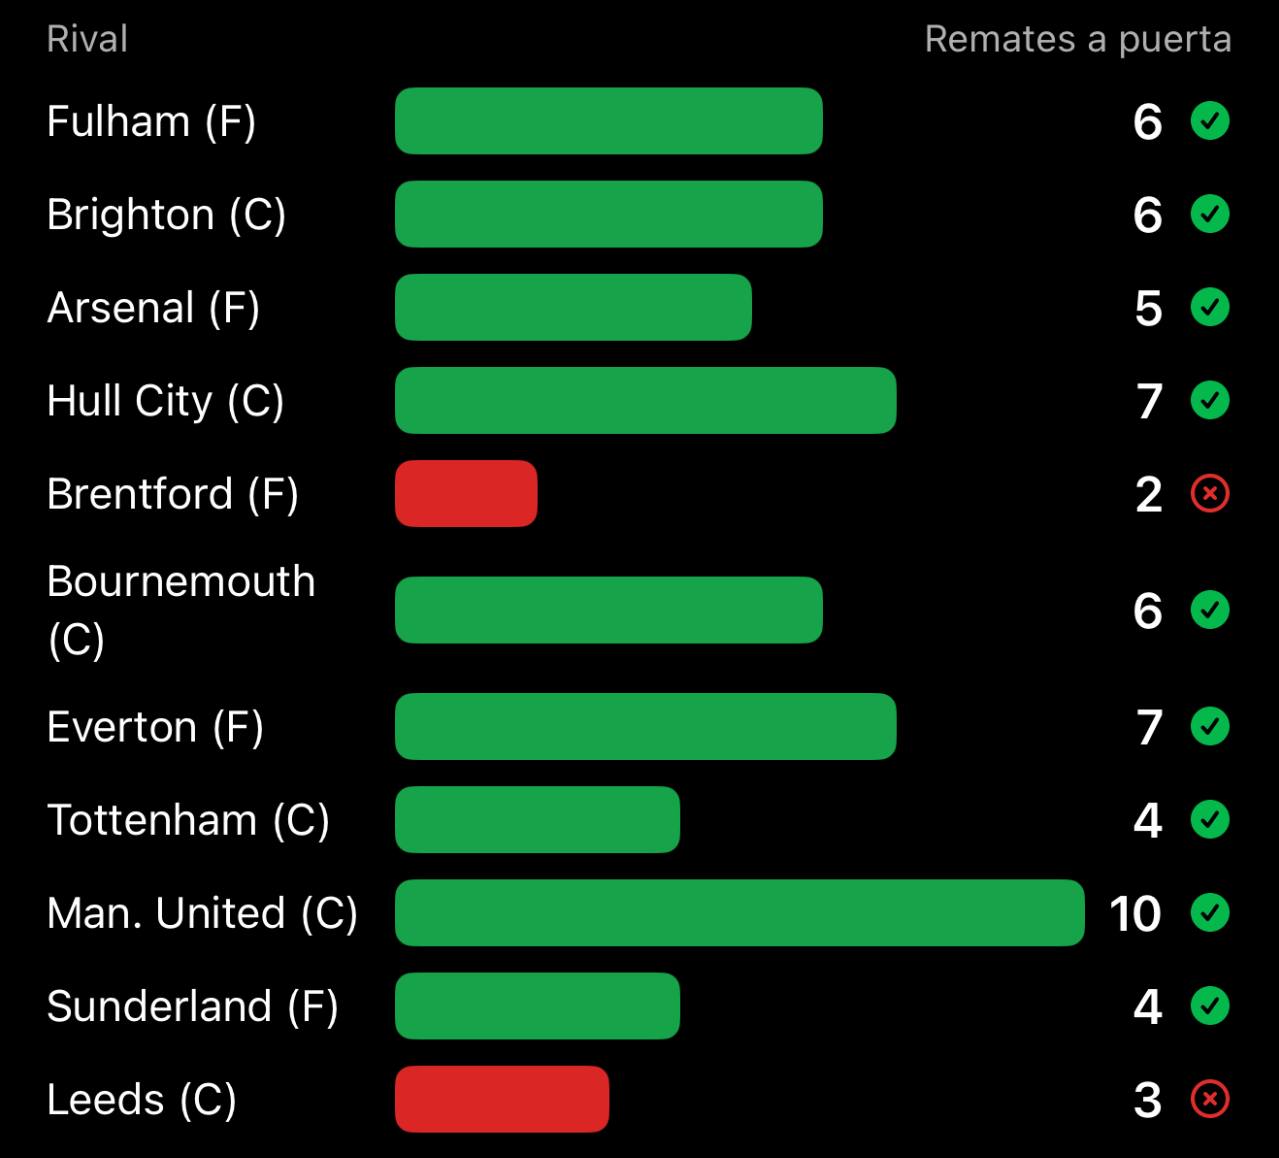 Rival Remates a puerta
Fulham (F) 6
Brighton (C) 6
Arsenal (F) 5
Hull City (C) 7
Brentford (F) 2
Bournemouth
(C) 6
Everton (F) 7
Tottenham (C) 4
Man. United (C) 10
Sunderland (F) 4
Leeds (C) 3